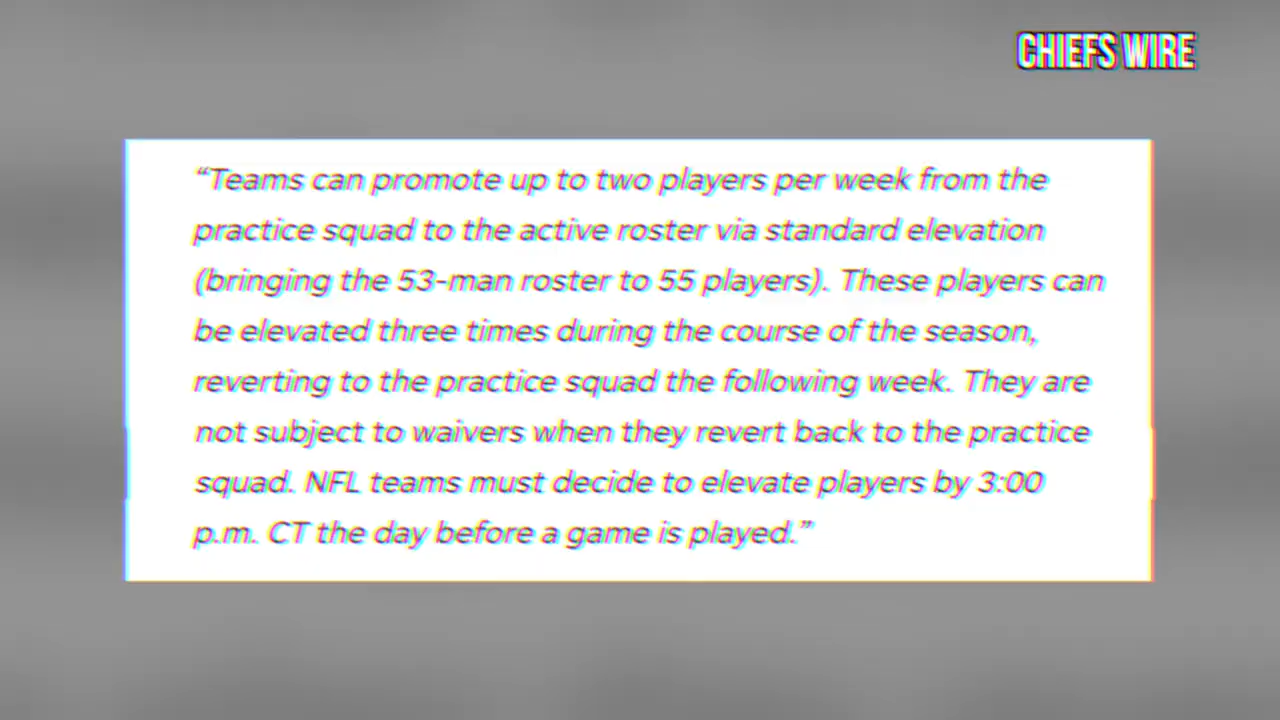 CHIEFS WIRE
“Teams can promote up to two players per week from the
practice squad to the active roster via standard elevation
(bringing the 53-man roster to 55 players). These players can
be elevated three times during the course of the season,
reverting to the practice squad the following week. They are
not subject to waivers when they revert back to the practice
squad. NFL teams must decide to elevate players by 3:00
p.m. CT the day before a game is played.”